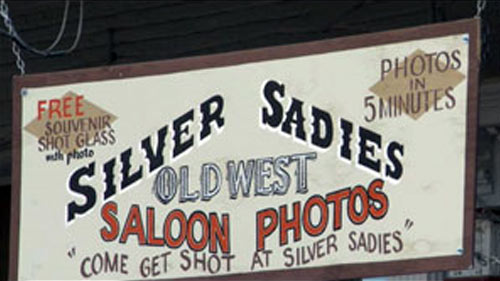 FREE
SOUVENIR
SHOT GLASS
with photo
PHOTOS
IN
5 MINUTES
SILVER SADIES
OLD WEST
SALOON PHOTOS
"COME GET SHOT AT SILVER SADIES"